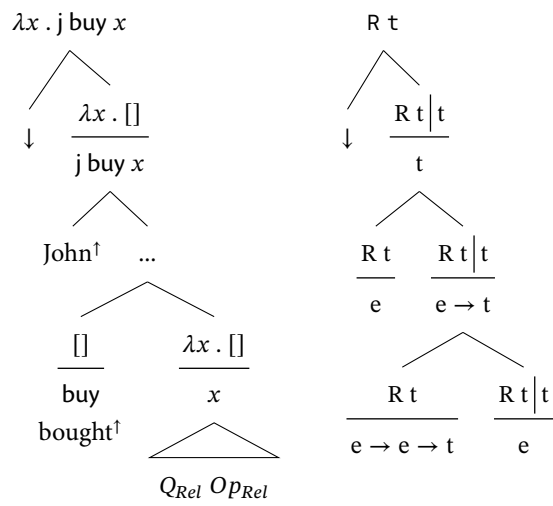 λx . j buy x R t
↓ λx . [] R t | t
j buy x ↓ t
John↑ ... R t R t | t
e e → t
[] λx . [] R t R t | t
buy x e → e → t e
bought↑
Q_Rel Op_Rel